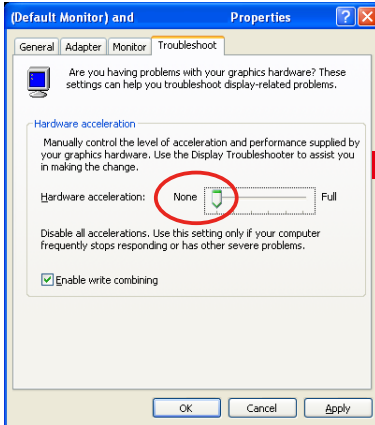 (Default Monitor) and Properties
General Adapter Monitor Troubleshoot
Are you having problems with your graphics hardware? These
settings can help you troubleshoot display-related problems.
Hardware acceleration
Manually control the level of acceleration and performance supplied by
your graphics hardware. Use the Display Troubleshooter to assist you
in making the change.
Hardware acceleration: None Full
Disable all accelerations. Use this setting only if your computer
frequently stops responding or has other severe problems.
Enable write combining
OK Cancel Apply